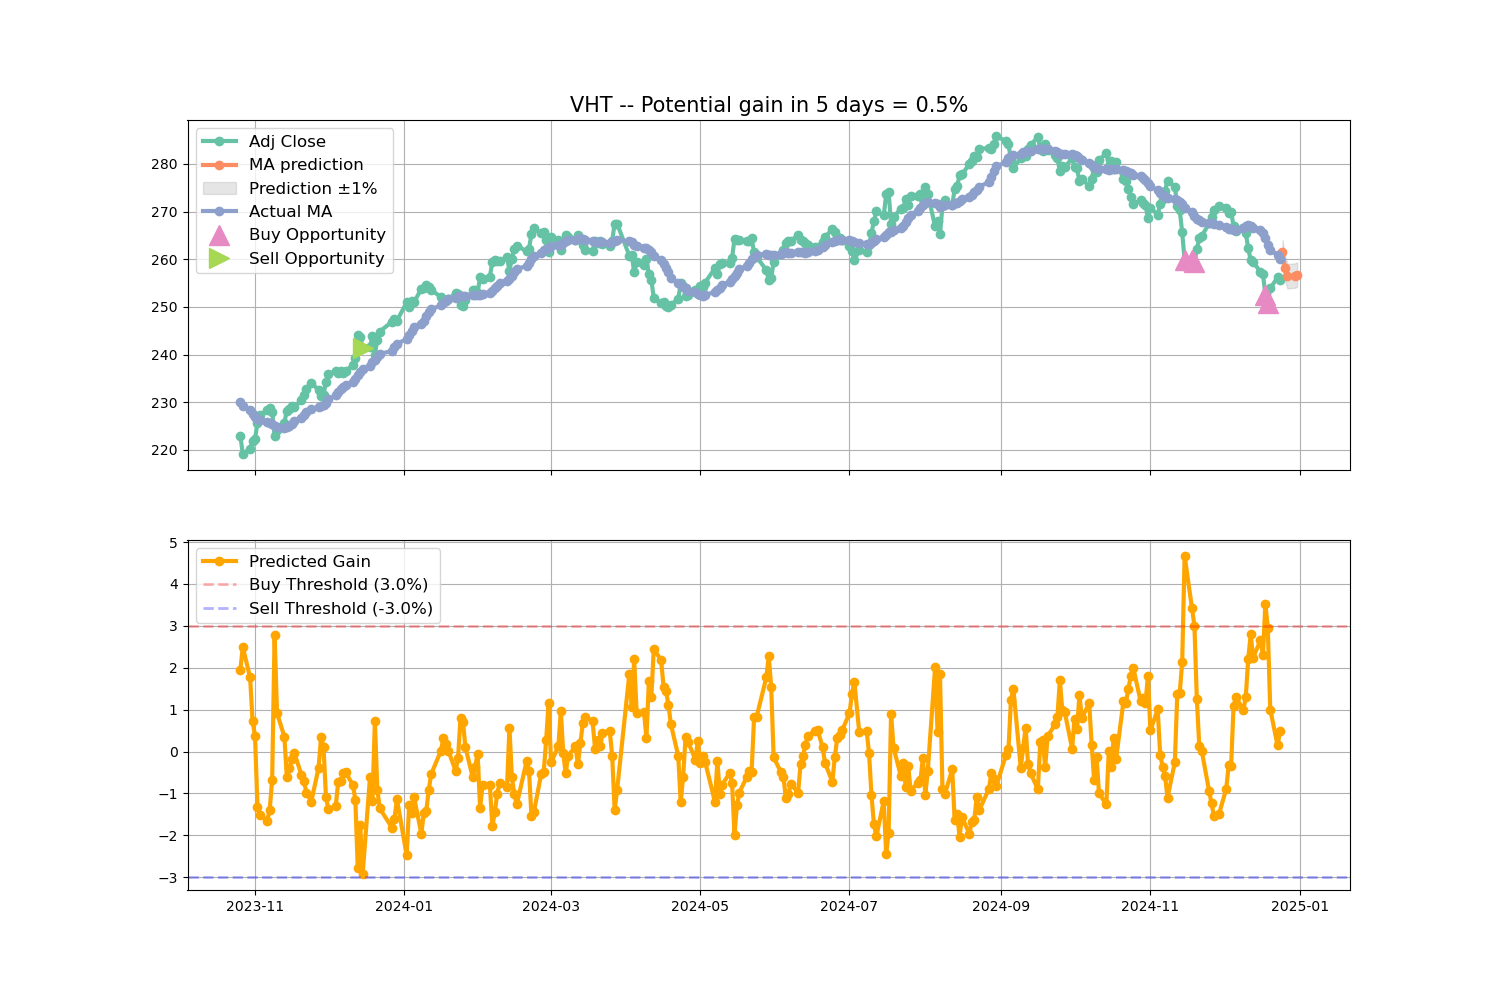 VHT -- Potential gain in 5 days = 0.5%
Adj Close
MA prediction
Prediction ±1%
Actual MA
Buy Opportunity
Sell Opportunity
280
270
260
250
240
230
220
Predicted Gain
Buy Threshold (3.0%)
Sell Threshold (-3.0%)
5
4
3
2
1
0
−1
−2
−3
2023-11
2024-01
2024-03
2024-05
2024-07
2024-09
2024-11
2025-01